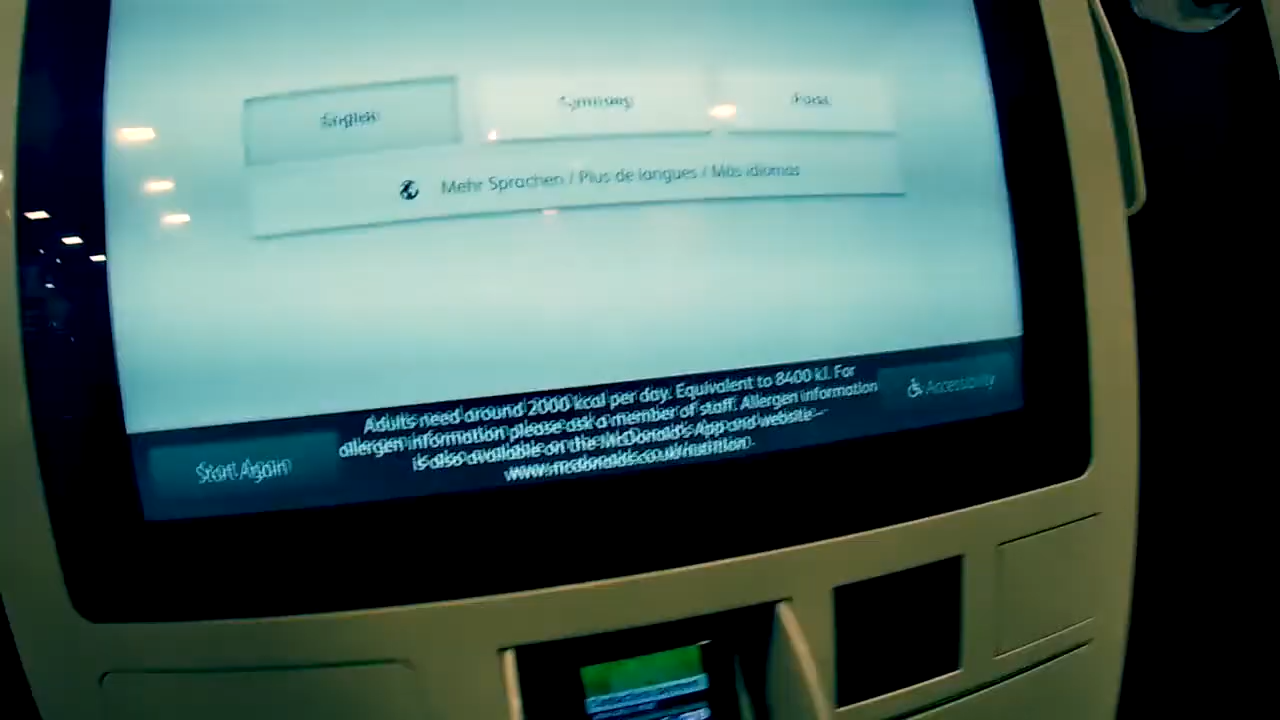 English
Cymraeg
Polski
Mehr Sprachen / Plus de langues / Más idiomas
Adults need around 2000 kcal per day. Equivalent to 8400 kJ. For
allergen information please ask a member of staff. Allergen information
is also available on the McDonald's App and website -
www.mcdonalds.co.uk/nutrition.
Start Again
Accessibility